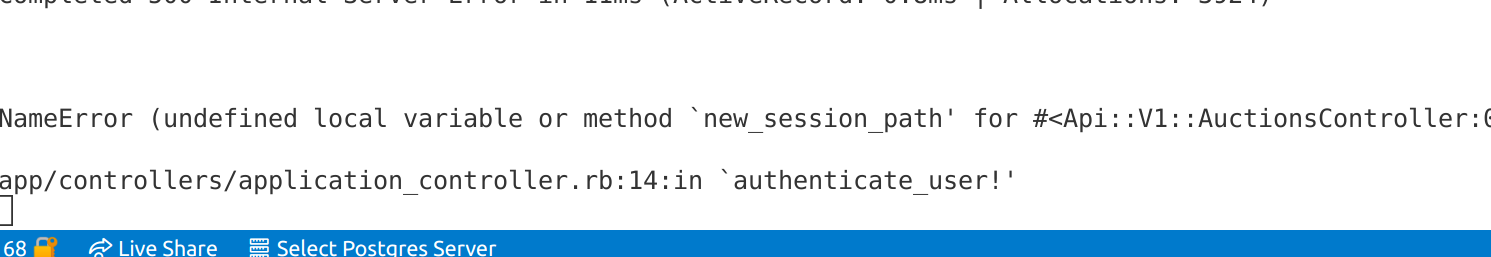 Completed 500 Internal Server Error in 11ms (ActiveRecord: 0.8ms | Allocations: 3924)
NameError (undefined local variable or method `new_session_path' for #<Api::V1::AuctionsController:0
app/controllers/application_controller.rb:14:in `authenticate_user!'
68 Live Share Select Postgres Server